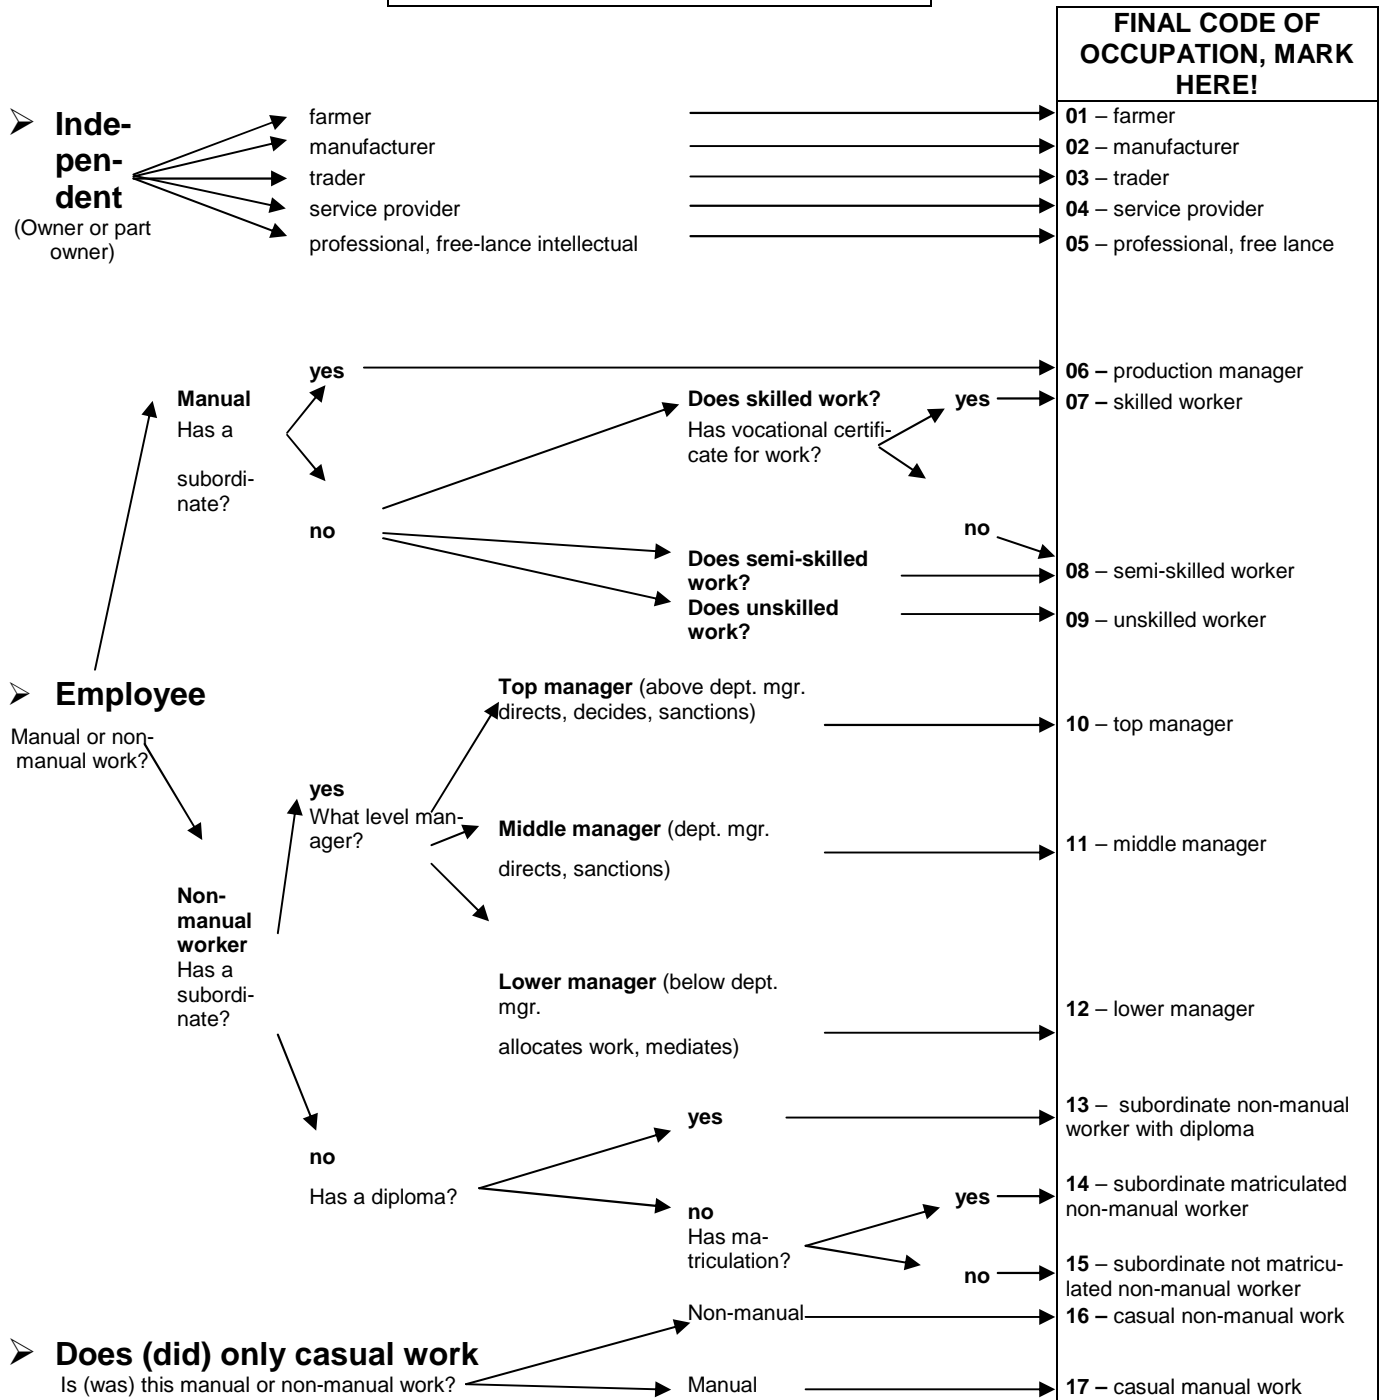 FINAL CODE OF
OCCUPATION, MARK
HERE!
➢ Inde-
pen-
dent
(Owner or part
owner)
farmer
manufacturer
trader
service provider
professional, free-lance intellectual
01 – farmer
02 – manufacturer
03 – trader
04 – service provider
05 – professional, free lance
➢ Employee
Manual or non-
manual work?
Manual
Has a
subordi-
nate?
yes
no
Does skilled work?
Has vocational certifi-
cate for work?
yes
no
Does semi-skilled
work?
Does unskilled
work?
06 – production manager
07 – skilled worker
08 – semi-skilled worker
09 – unskilled worker
Non-
manual
worker
Has a
subordi-
nate?
yes
What level man-
ager?
Top manager (above dept. mgr.
directs, decides, sanctions)
Middle manager (dept. mgr.
directs, sanctions)
Lower manager (below dept.
mgr.
allocates work, mediates)
10 – top manager
11 – middle manager
12 – lower manager
no
Has a diploma?
yes
no
Has ma-
triculation?
yes
no
13 – subordinate non-manual
worker with diploma
14 – subordinate matriculated
non-manual worker
15 – subordinate not matricu-
lated non-manual worker
➢ Does (did) only casual work
Is (was) this manual or non-manual work?
Non-manual
Manual
16 – casual non-manual work
17 – casual manual work